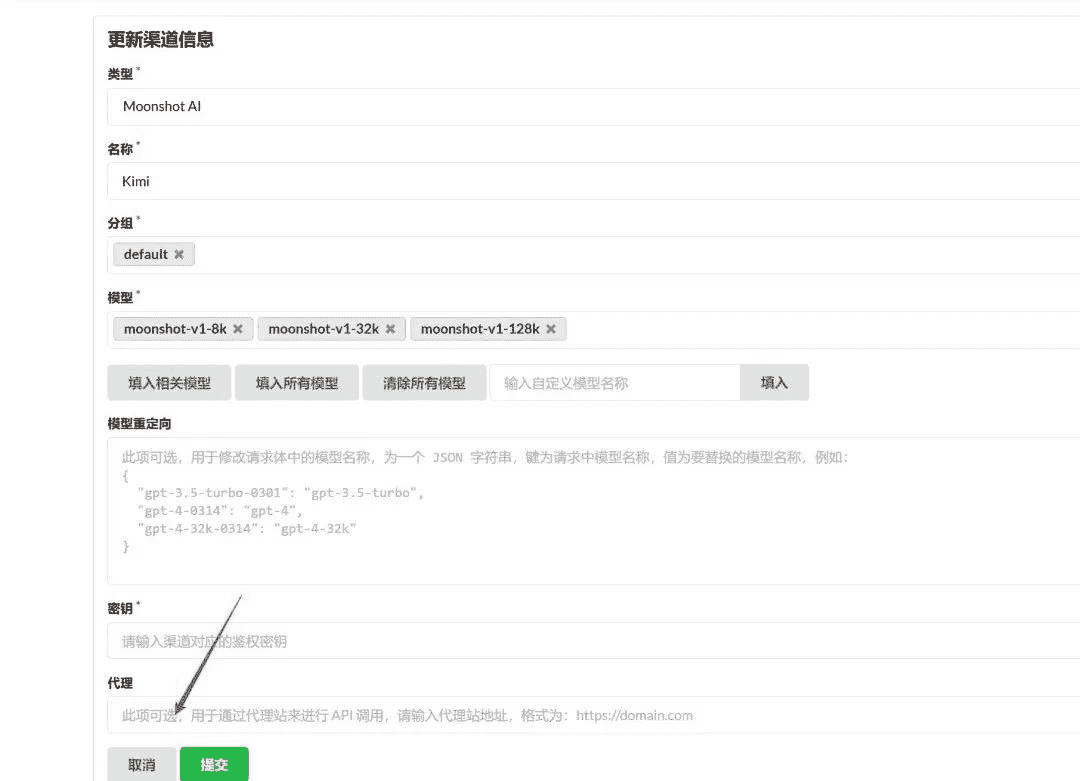 更新渠道信息
类型 *
Moonshot AI
名称 *
Kimi
分组 *
default ✖
模型 *
moonshot-v1-8k ✖ moonshot-v1-32k ✖ moonshot-v1-128k ✖
填入相关模型 填入所有模型 清除所有模型 输入自定义模型名称 填入
模型重定向
此项可选，用于修改请求体中的模型名称，为一个 JSON 字符串，键为请求中模型名称，值为要替换的模型名称，例如：
{
"gpt-3.5-turbo-0301": "gpt-3.5-turbo",
"gpt-4-0314": "gpt-4",
"gpt-4-32k-0314": "gpt-4-32k"
}
密钥 *
请输入渠道对应的鉴权密钥
代理
此项可选，用于通过代理站来进行 API 调用，请输入代理站地址，格式为：https://domain.com
取消 提交